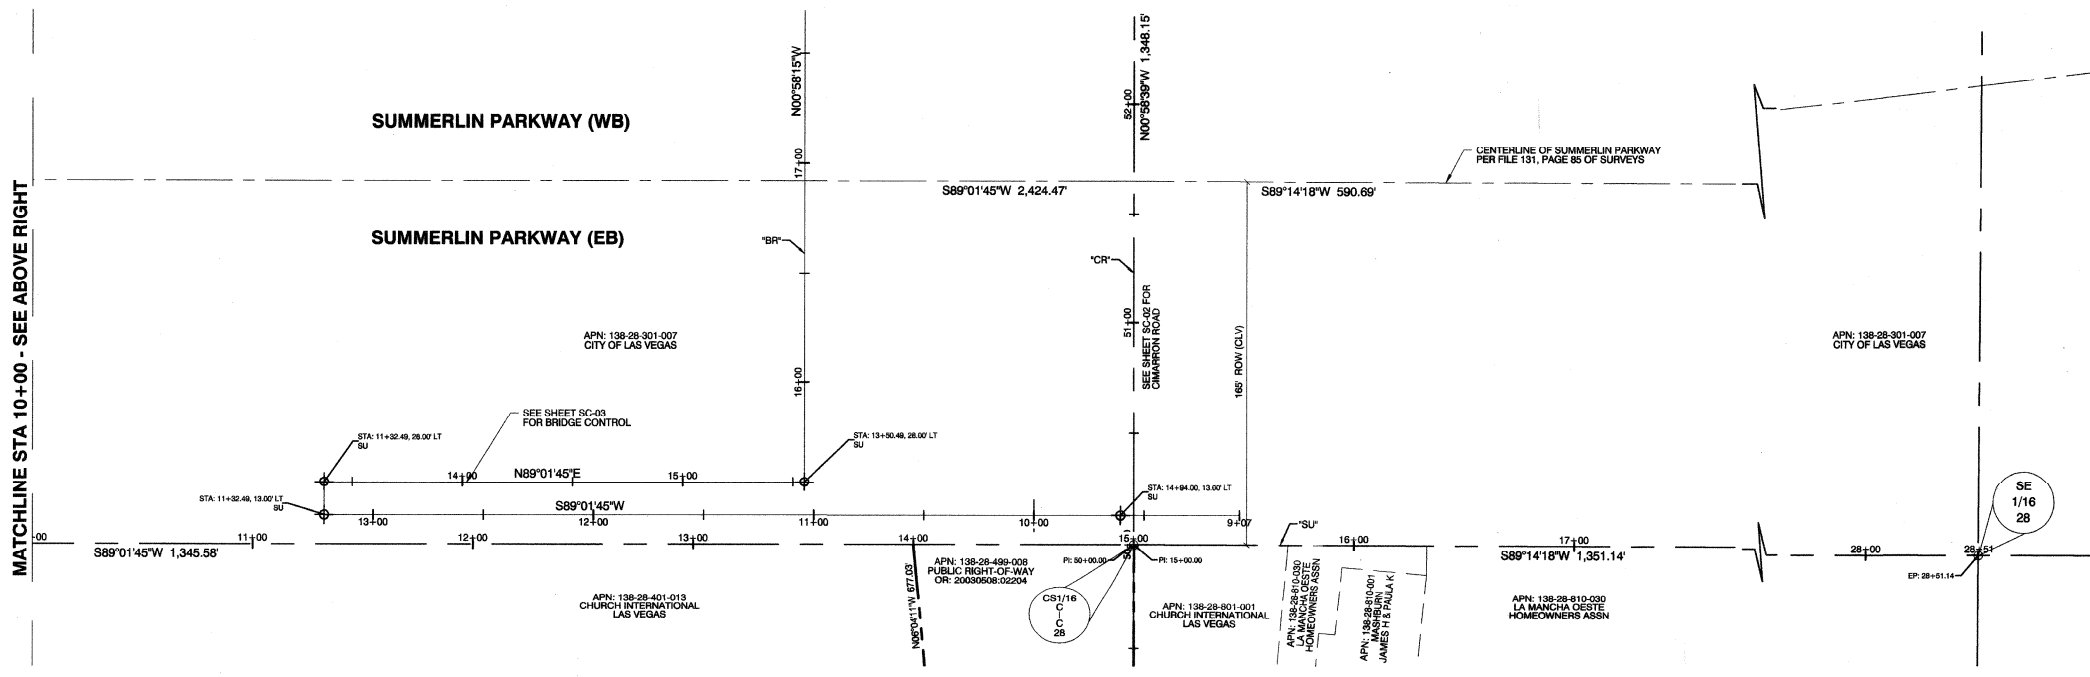 MATCHLINE STA 10+00 - SEE ABOVE RIGHT
SUMMERLIN PARKWAY (WB)
SUMMERLIN PARKWAY (EB)
N00°58'15"W
17+00
16+00
"BR"
52+00
N00°58'39"W 1,348.15'
51+00
"CR"
SEE SHEET SC-02 FOR
CIMARRON ROAD
165' ROW (CLV)
S89°01'45"W 2,424.47'
S89°14'18"W 590.69'
CENTERLINE OF SUMMERLIN PARKWAY
PER FILE 131, PAGE 85 OF SURVEYS
APN: 138-28-301-007
CITY OF LAS VEGAS
APN: 138-28-301-007
CITY OF LAS VEGAS
SEE SHEET SC-03
FOR BRIDGE CONTROL
STA: 11+32.49, 28.00' LT
SU
STA: 13+50.49, 28.00' LT
SU
14+00
N89°01'45"E
15+00
STA: 11+32.49, 13.00' LT
SU
STA: 14+94.00, 13.00' LT
SU
S89°01'45"W
13+00
12+00
11+00
10+00
9+07
"SU"
00
11+00
12+00
13+00
14+00
15+00
16+00
17+00
28+00
28+51
S89°01'45"W 1,345.58'
S89°14'18"W 1,351.14'
PI: 50+00.00
PI: 15+00.00
EP: 28+51.14
SE
1/16
28
CS1/16
C
C
28
N06°04'11"W 677.03'
APN: 138-28-499-008
PUBLIC RIGHT-OF-WAY
OR: 20030508:02204
APN: 138-28-401-013
CHURCH INTERNATIONAL
LAS VEGAS
APN: 138-28-801-001
CHURCH INTERNATIONAL
LAS VEGAS
APN: 138-28-810-030
LA MANCHA OESTE
HOMEOWNERS ASSN
APN: 138-28-810-001
MASHBURN
JAMES H & PAULA K
APN: 138-28-810-030
LA MANCHA OESTE
HOMEOWNERS ASSN